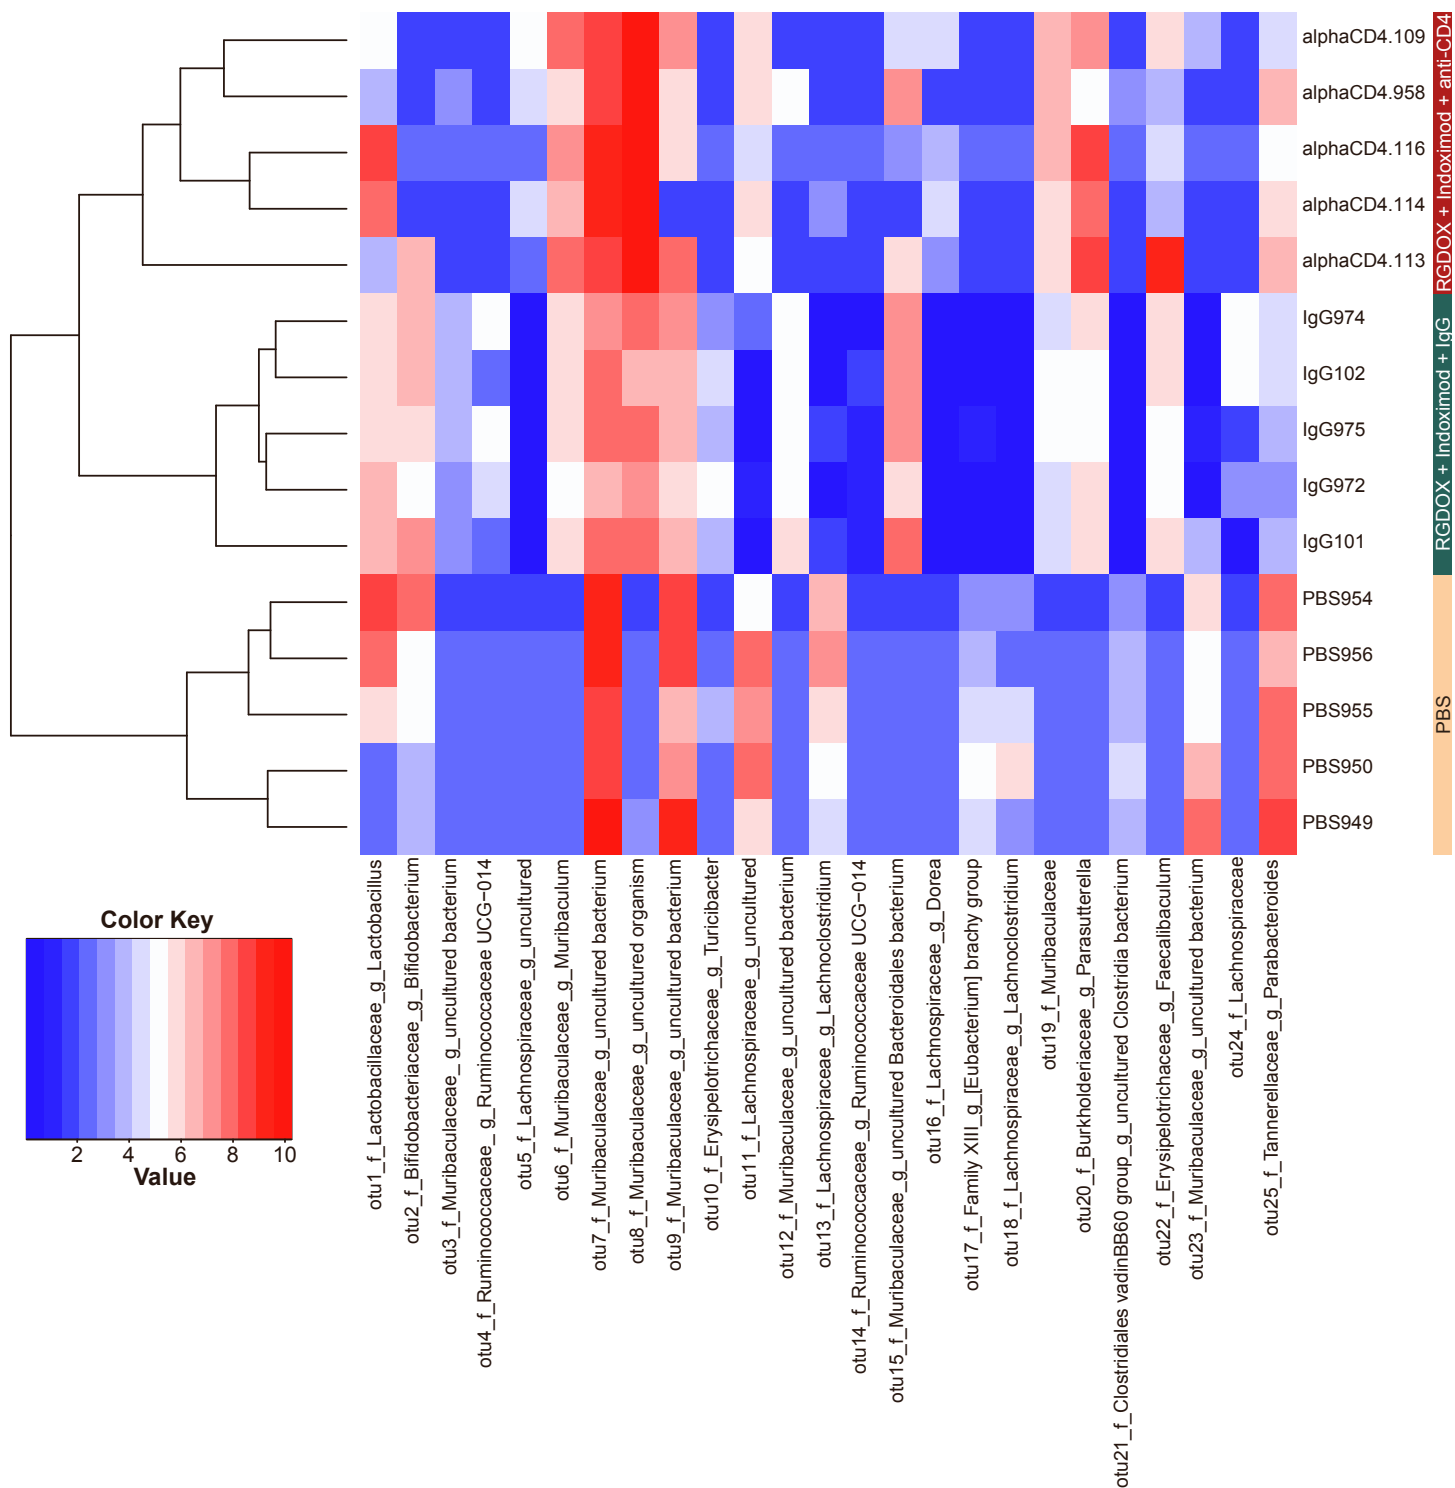 alphaCD4.109
alphaCD4.958
alphaCD4.116
alphaCD4.114
alphaCD4.113
IgG974
IgG102
IgG975
IgG972
IgG101
PBS954
PBS956
PBS955
PBS950
PBS949
RGDOX + Indoximod + anti-CD4
RGDOX + Indoximod + IgG
PBS
otu1_f_Lactobacillaceae_g_Lactobacillus
otu2_f_Bifidobacteriaceae_g_Bifidobacterium
otu3_f_Muribaculaceae_ g_uncultured bacterium
otu4_f_Ruminococcaceae_ g_Ruminococcaceae UCG-014
otu5_f_Lachnospiraceae_g_uncultured
otu6_f_Muribaculaceae_g_Muribaculum
otu7_f_Muribaculaceae_g_uncultured bacterium
otu8_f_Muribaculaceae_g_uncultured organism
otu9_f_Muribaculaceae_g_uncultured bacterium
otu10_f_Erysipelotrichaceae_g_Turicibacter
otu11_f_Lachnospiraceae_g_uncultured
otu12_f_Muribaculaceae_g_uncultured bacterium
otu13_f_Lachnospiraceae_g_Lachnoclostridium
otu14_f_Ruminococcaceae_g_Ruminococcaceae UCG-014
otu15_f_Muribaculaceae_g_uncultured Bacteroidales bacterium
otu16_f_Lachnospiraceae_g_Dorea
otu17_f_Family XIII_g_[Eubacterium] brachy group
otu18_f_Lachnospiraceae_g_Lachnoclostridium
otu19_f_Muribaculaceae
otu20_f_Burkholderiaceae_g_Parasutterella
otu21_f_Clostridiales vadinBB60 group_g_uncultured Clostridia bacterium
otu22_f_Erysipelotrichaceae_g_Faecalibaculum
otu23_f_Muribaculaceae_g_uncultured bacterium
otu24_f_Lachnospiraceae
otu25_f_Tannerellaceae_g_Parabacteroides
Color Key
2 4 6 8 10
Value